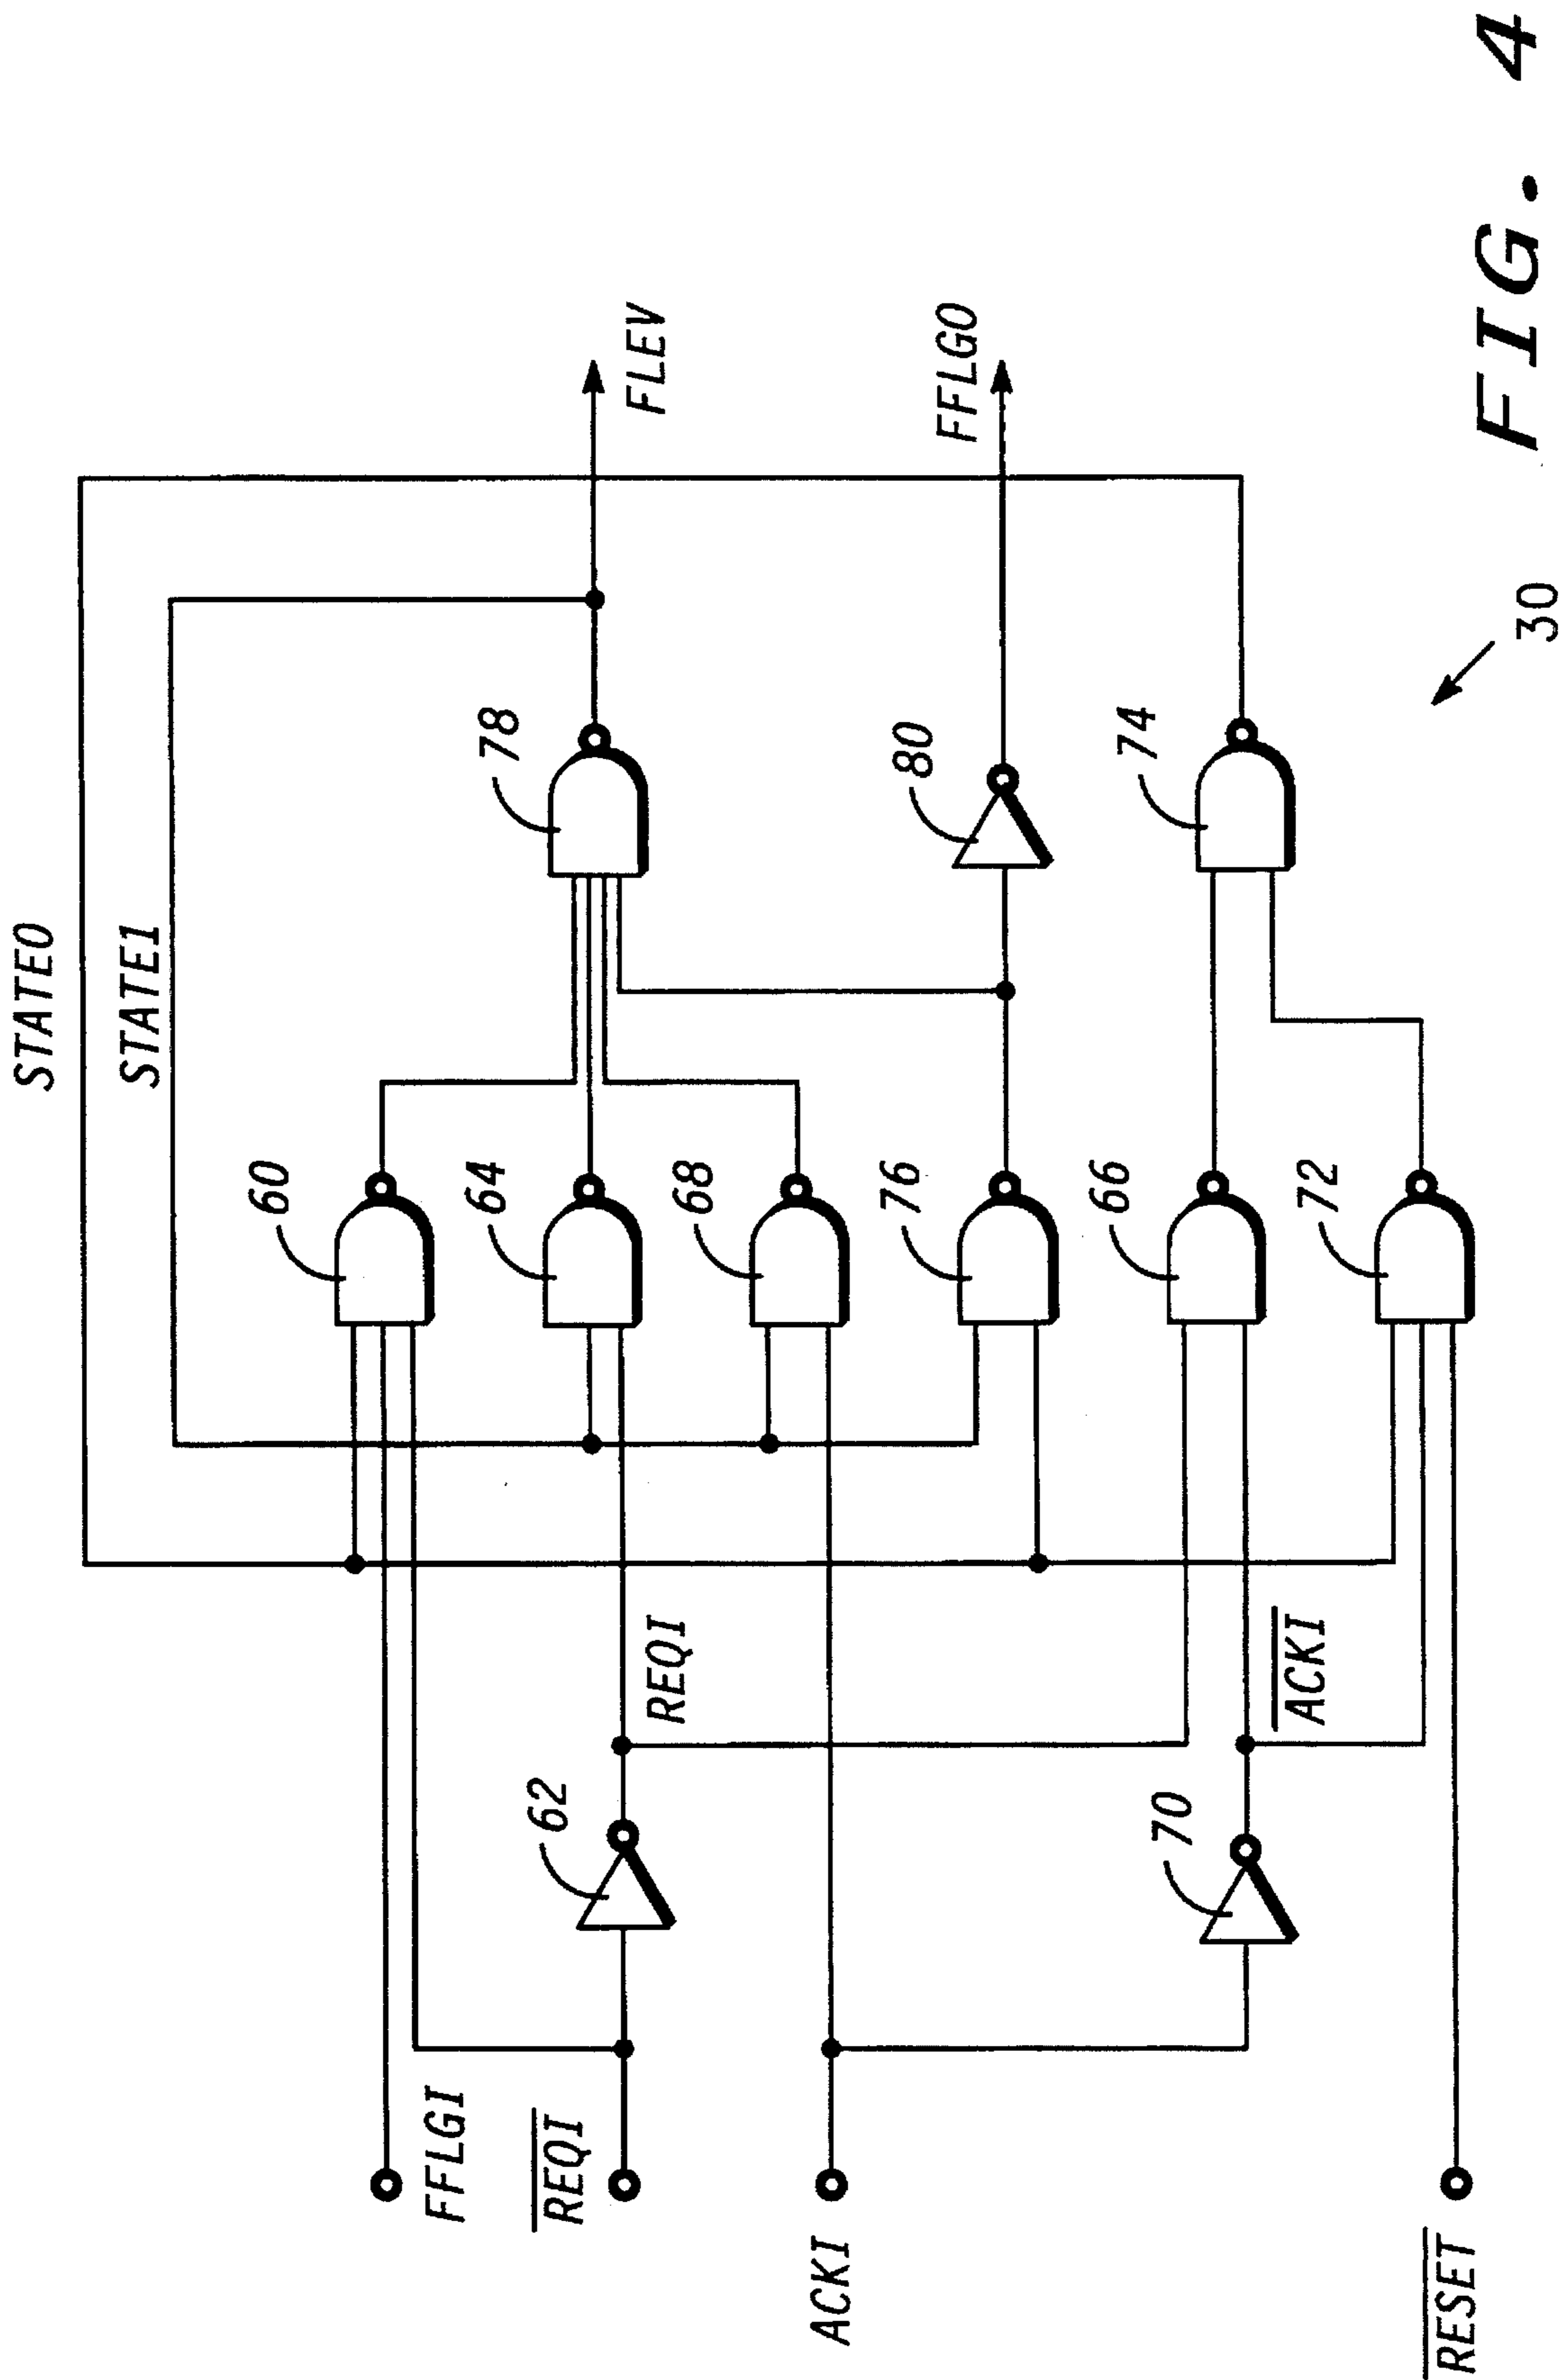 STATE0
STATE1
60
64
68
76
66
72
78
80
74
62
70
FFLGI
REQI
REQI
ACKI
ACKI
RESET
FLEV
FFLGO
30
FIG. 4